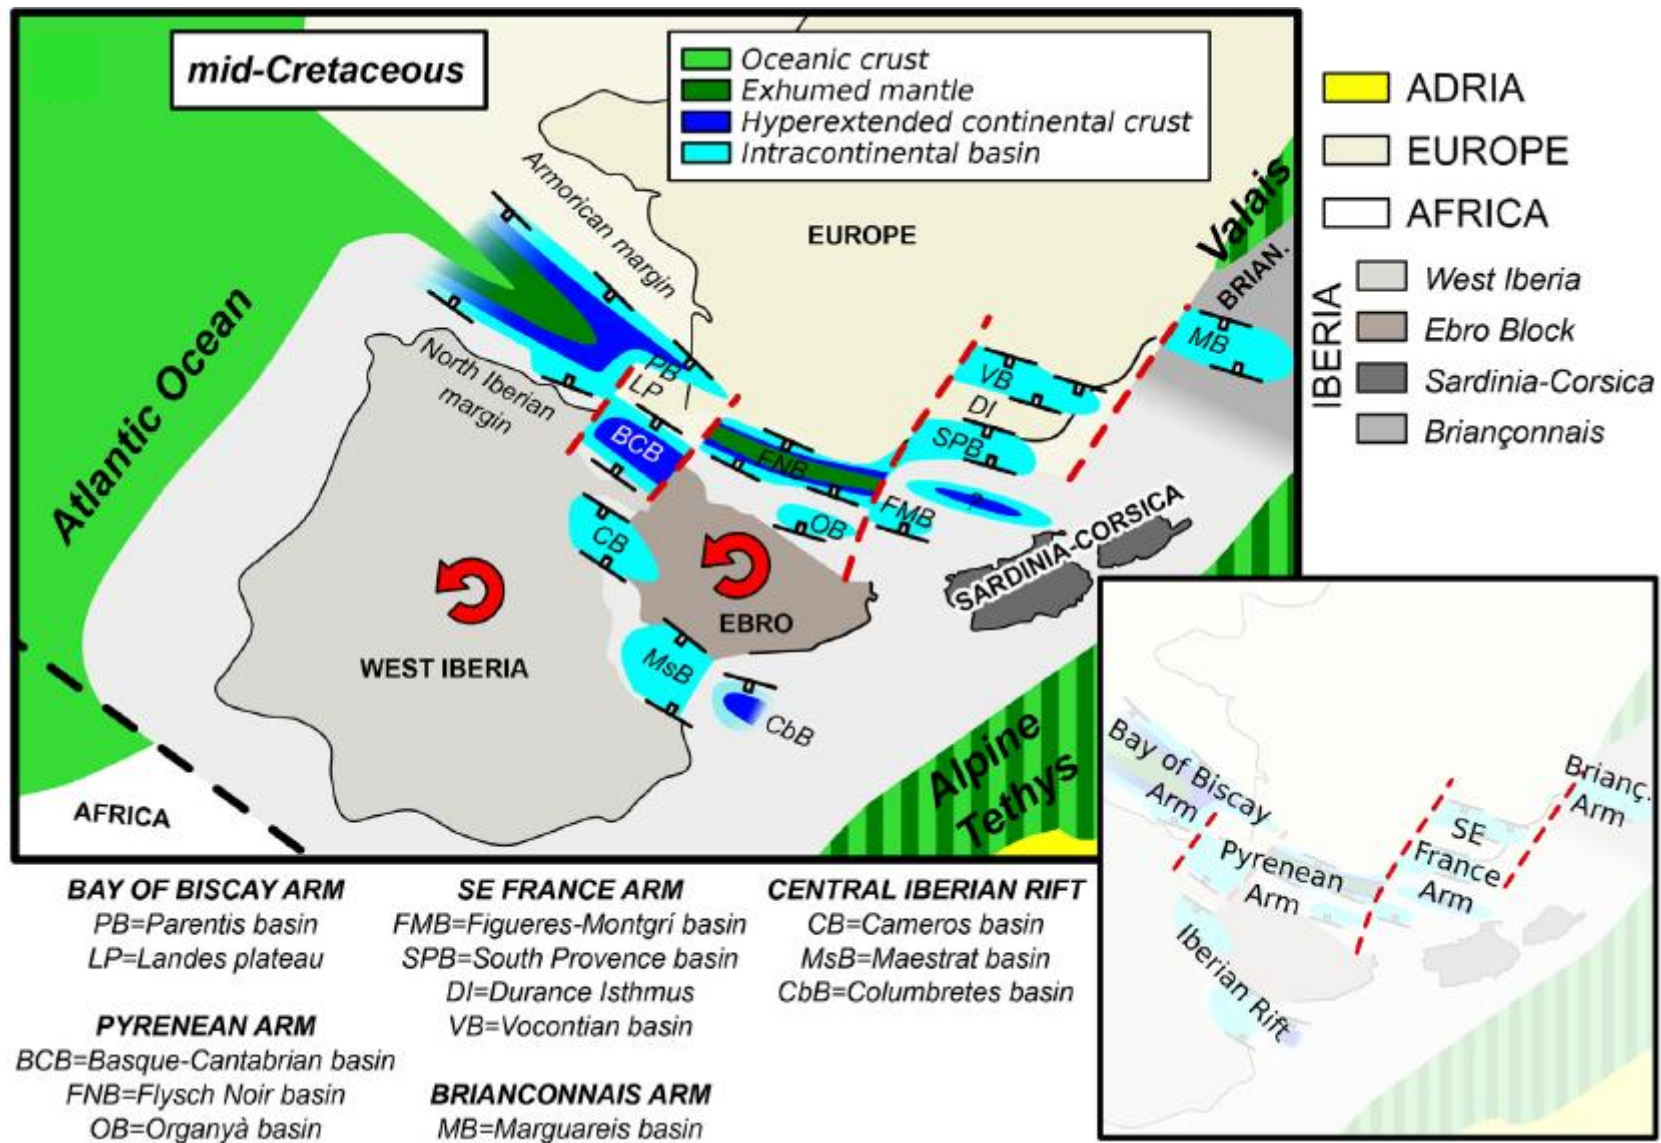 mid-Cretaceous
Oceanic crust
Exhumed mantle
Hyperextended continental crust
Intracontinental basin
ADRIA
EUROPE
AFRICA
IBERIA
West Iberia
Ebro Block
Sardinia-Corsica
Briançonnais
Armorican margin
EUROPE
Valais
BRIAN.
MB
Atlantic Ocean
North Iberian
margin
PB
LP
BCB
FNB
VB
DI
SPB
?
FMB
OB
CB
SARDINIA-CORSICA
EBRO
WEST IBERIA
MsB
CbB
Alpine
Tethys
AFRICA
Bay of Biscay
Arm
Pyrenean
Arm
SE
France
Arm
Brianç.
Arm
Iberian Rift
BAY OF BISCAY ARM
PB=Parentis basin
LP=Landes plateau
PYRENEAN ARM
BCB=Basque-Cantabrian basin
FNB=Flysch Noir basin
OB=Organyà basin
SE FRANCE ARM
FMB=Figueres-Montgrí basin
SPB=South Provence basin
DI=Durance Isthmus
VB=Vocontian basin
BRIANCONNAIS ARM
MB=Marguareis basin
CENTRAL IBERIAN RIFT
CB=Cameros basin
MsB=Maestrat basin
CbB=Columbretes basin